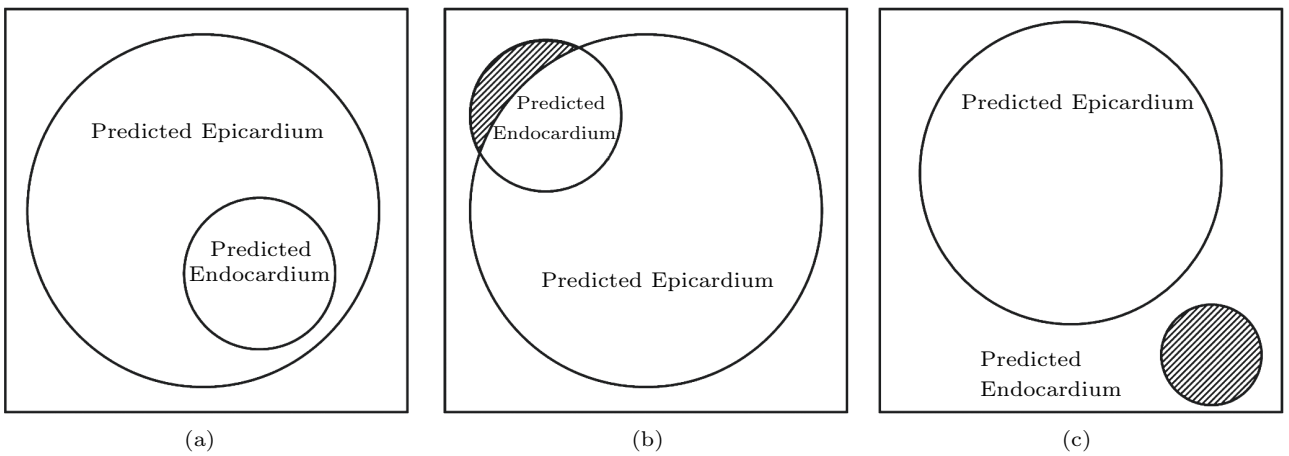 Predicted Epicardium
Predicted
Endocardium
(a)
Predicted
Endocardium
Predicted Epicardium
(b)
Predicted Epicardium
Predicted
Endocardium
(c)